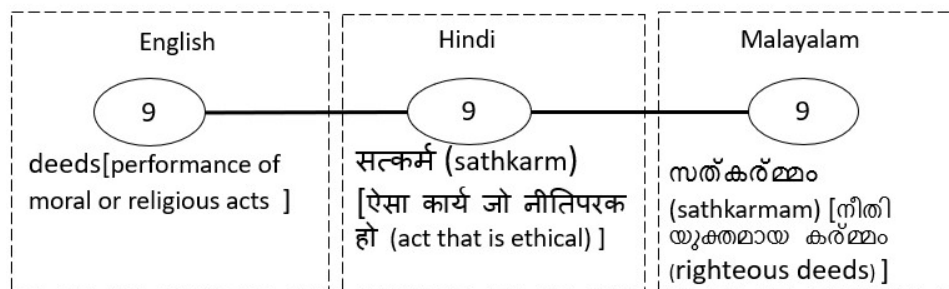 English
Hindi
Malayalam
9
9
9
deeds[performance of
moral or religious acts ]
सत्कर्म (sathkarm)
[ऐसा कार्य जो नीतिपरक
हो (act that is ethical) ]
സത്കര്മ്മം
(sathkarmam) [നീതി
യുക്തമായ കര്മ്മം
(righteous deeds) ]